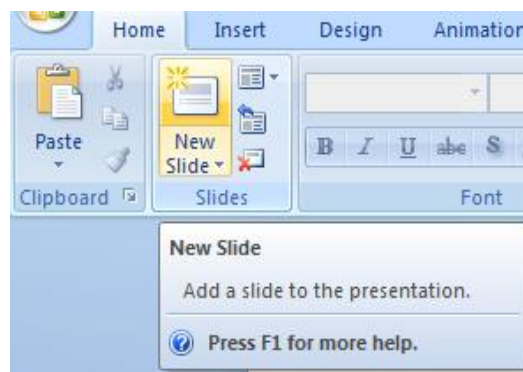 Home Insert Design Animation
Paste
New
Slide
B I U abc S
Clipboard Slides Font
New Slide
Add a slide to the presentation.
Press F1 for more help.